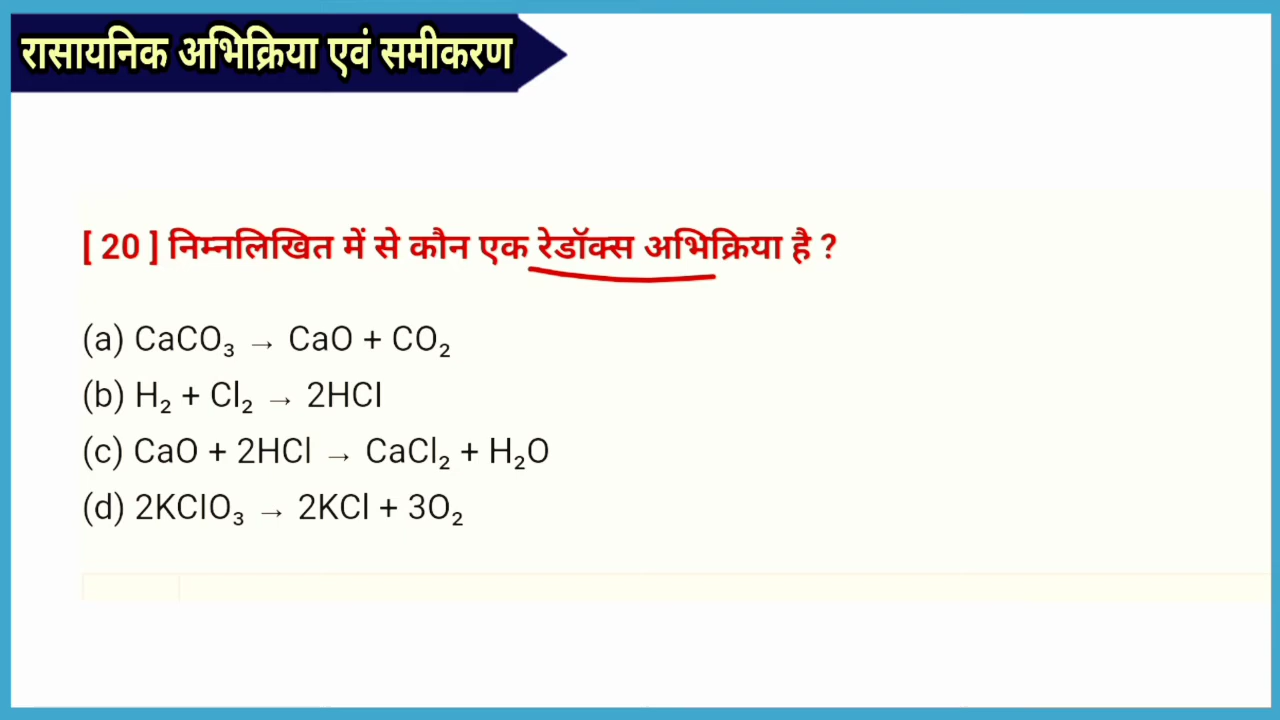 रासायनिक अभिक्रिया एवं समीकरण
[ 20 ] निम्नलिखित में से कौन एक रेडॉक्स अभिक्रिया है ?
(a) CaCO₃ → CaO + CO₂
(b) H₂ + Cl₂ → 2HCl
(c) CaO + 2HCl → CaCl₂ + H₂O
(d) 2KClO₃ → 2KCl + 3O₂